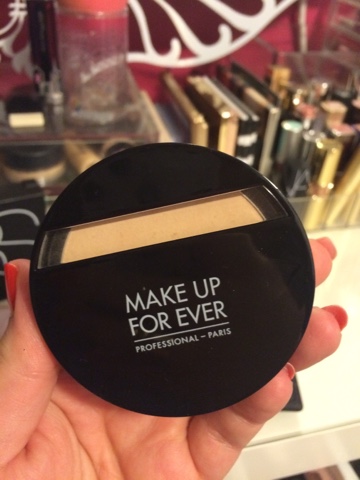 MAKE UP
FOR EVER
PROFESSIONAL – PARIS